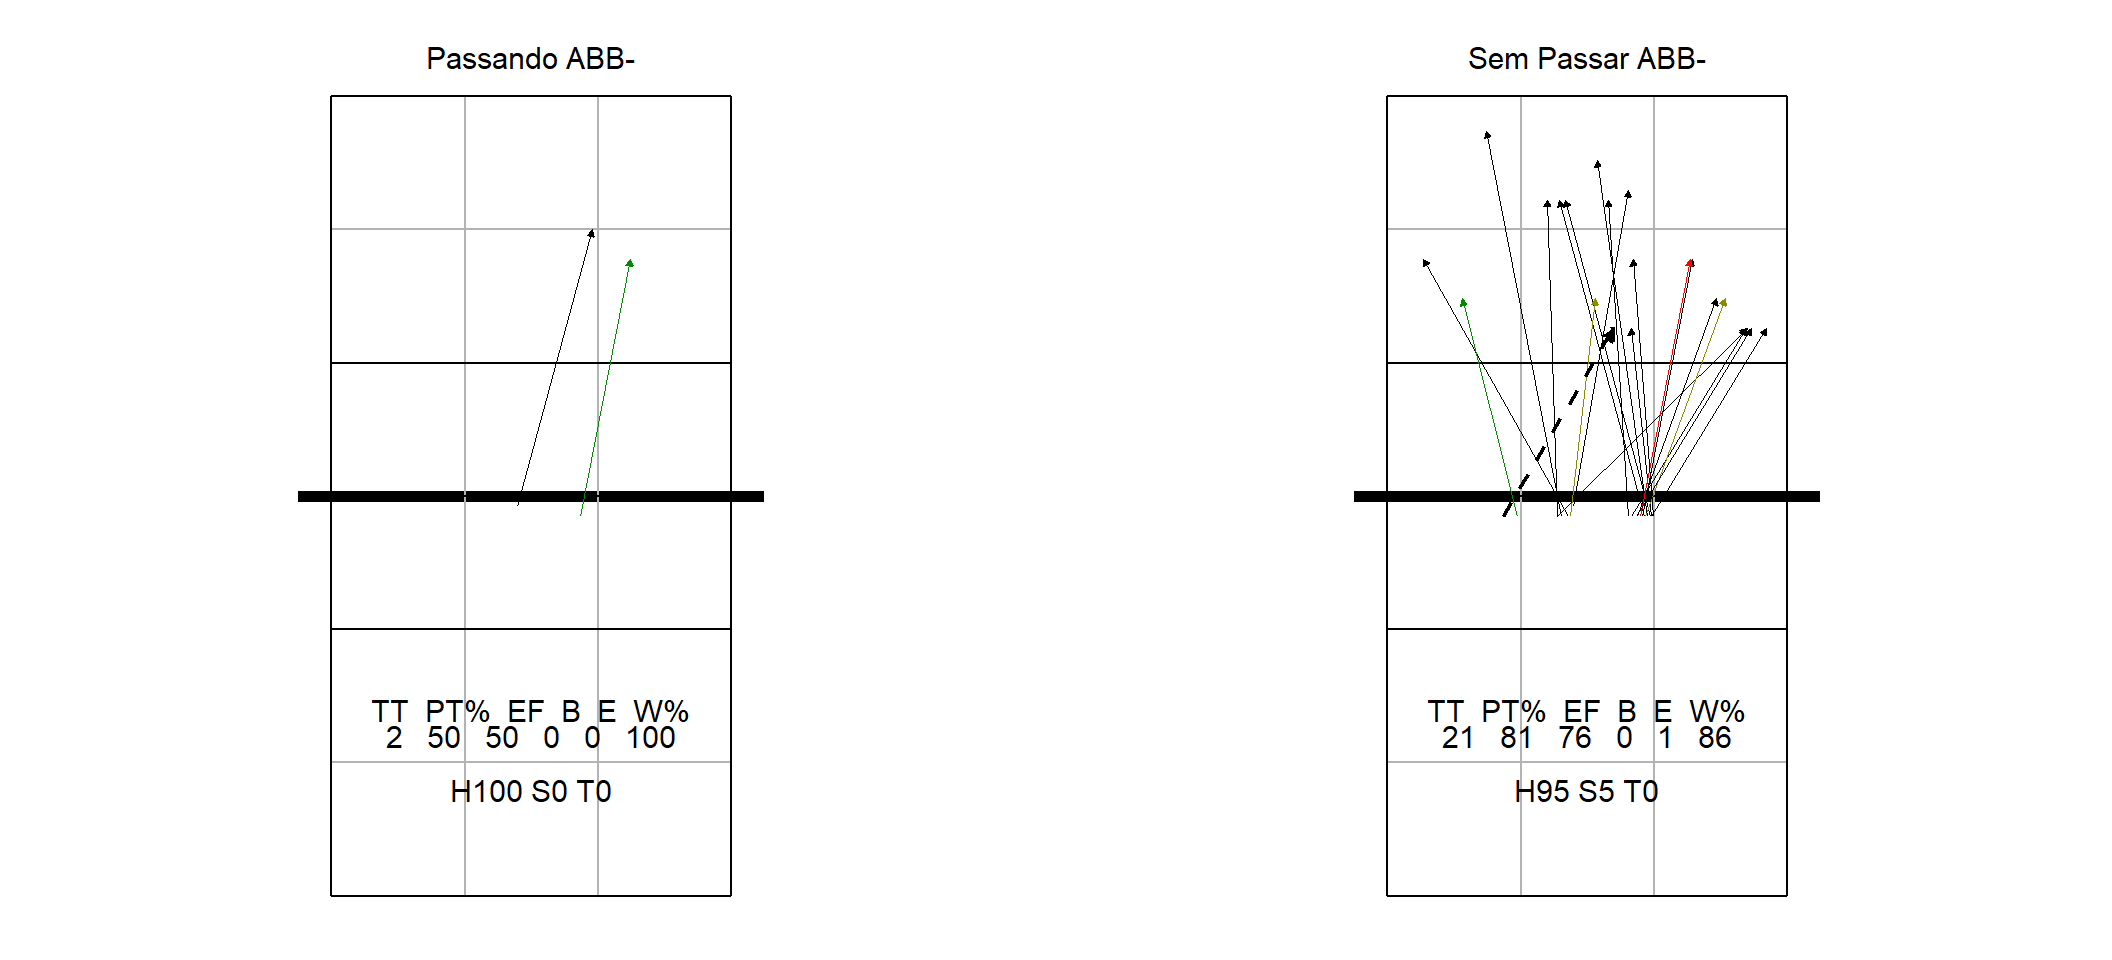 Passando ABB-
TT PT% EF B E W%
2 50 50 0 0 100
H100 S0 T0
Sem Passar ABB-
TT PT% EF B E W%
21 81 76 0 1 86
H95 S5 T0